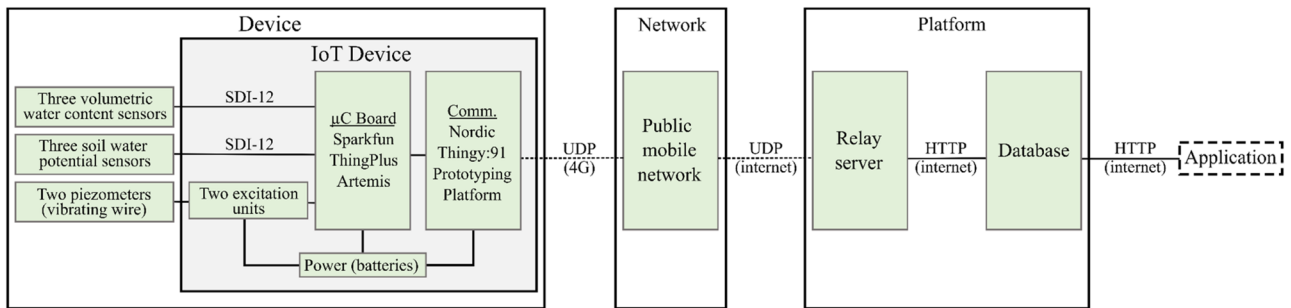 Device
IoT Device
Three volumetric
water content sensors
SDI-12
Three soil water
potential sensors
SDI-12
Two piezometers
(vibrating wire)
Two excitation
units
µC Board
Sparkfun
ThingPlus
Artemis
Comm.
Nordic
Thingy:91
Prototyping
Platform
Power (batteries)
UDP
(4G)
Network
Public
mobile
network
UDP
(internet)
Platform
Relay
server
HTTP
(internet)
Database
HTTP
(internet)
Application